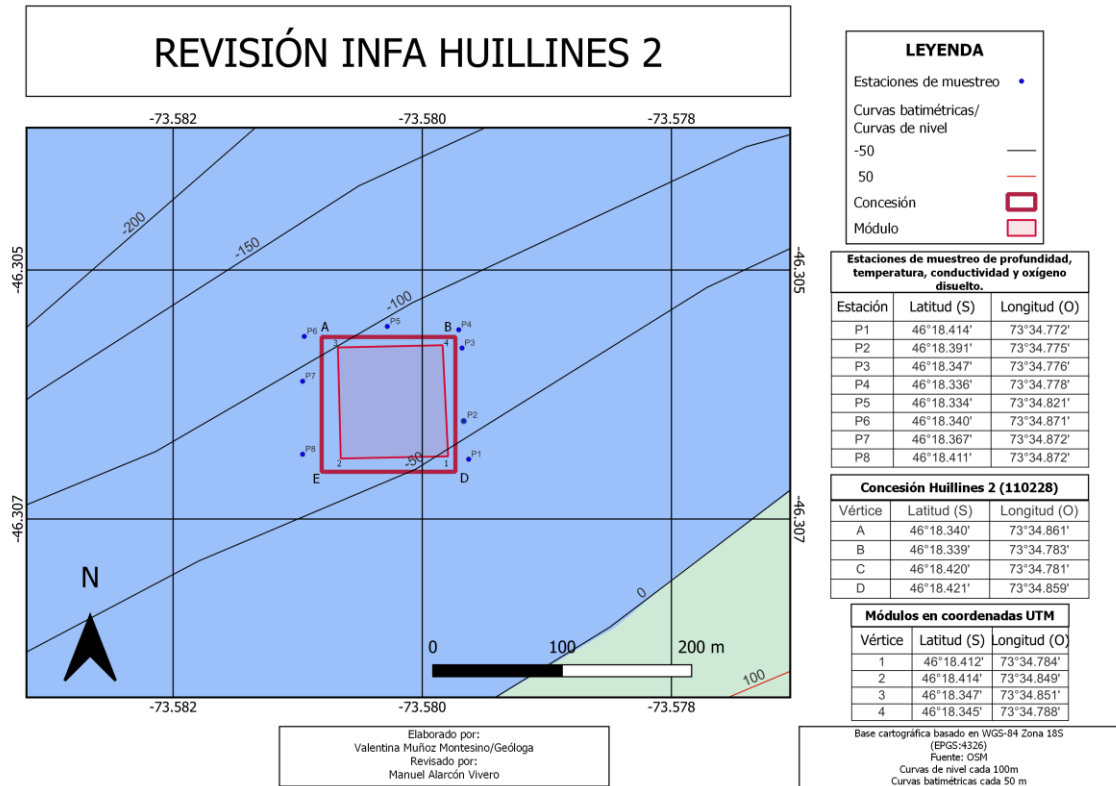 REVISIÓN INFA HUILLINES 2
-73.582 -73.580 -73.578
-46.305 -46.305
-46.307 -46.307
-200
-150
-100
-50
0
100
P6
A
P5
B
P4
3
4
P3
P7
P2
P8
2
1
P1
E
D
N
0 100 200 m
-73.582 -73.580 -73.578
LEYENDA
Estaciones de muestreo
Curvas batimétricas/
Curvas de nivel
-50
50
Concesión
Módulo
Estaciones de muestreo de profundidad,
temperatura, conductividad y oxígeno
disuelto.
Estación Latitud (S) Longitud (O)
P1 46°18.414' 73°34.772'
P2 46°18.391' 73°34.775'
P3 46°18.347' 73°34.776'
P4 46°18.336' 73°34.778'
P5 46°18.334' 73°34.821'
P6 46°18.340' 73°34.871'
P7 46°18.367' 73°34.872'
P8 46°18.411' 73°34.872'
Concesión Huillines 2 (110228)
Vértice Latitud (S) Longitud (O)
A 46°18.340' 73°34.861'
B 46°18.339' 73°34.783'
C 46°18.420' 73°34.781'
D 46°18.421' 73°34.859'
Módulos en coordenadas UTM
Vértice Latitud (S) Longitud (O)
1 46°18.412' 73°34.784'
2 46°18.414' 73°34.849'
3 46°18.347' 73°34.851'
4 46°18.345' 73°34.788'
Elaborado por:
Valentina Muñoz Montesino/Geóloga
Revisado por:
Manuel Alarcón Vivero
Base cartográfica basado en WGS-84 Zona 18S
(EPGS:4326)
Fuente: OSM
Curvas de nivel cada 100m
Curvas batimétricas cada 50 m